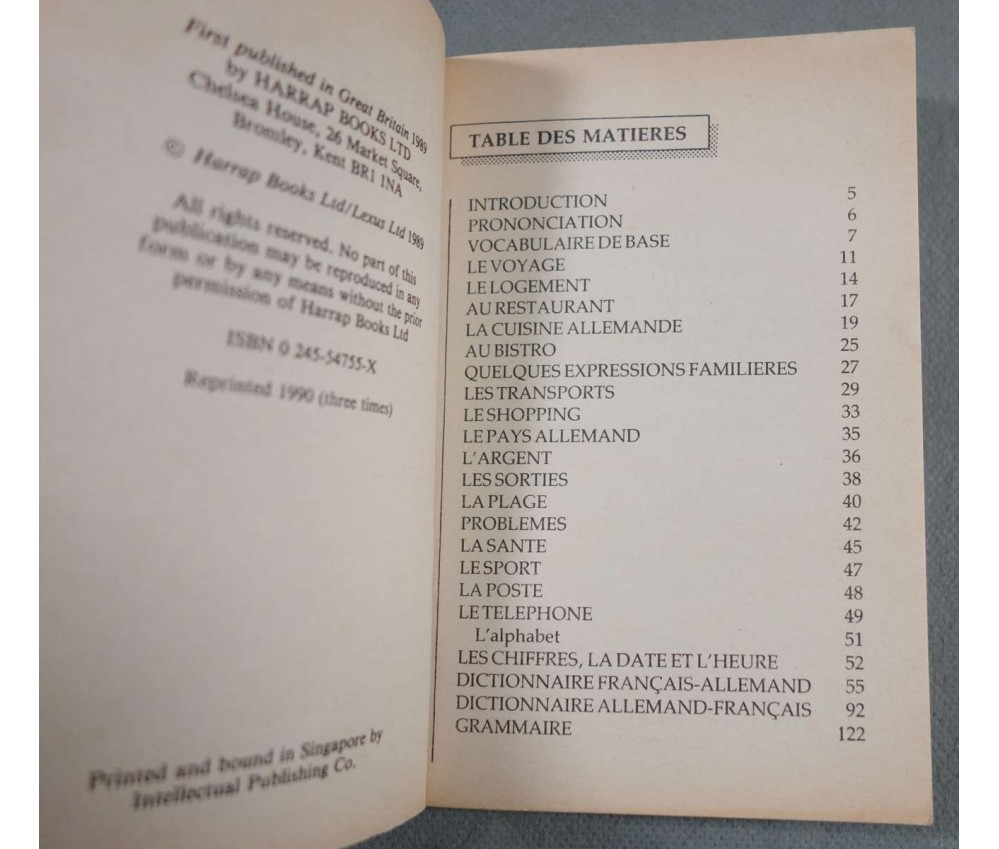 First published in Great Britain 1989
by HARRAP BOOKS LTD
Chelsea House, 26 Market Square,
Bromley, Kent BR1 1NA
© Harrap Books Ltd/Lexus Ltd 1989
All rights reserved. No part of this
publication may be reproduced in any
form or by any means without the prior
permission of Harrap Books Ltd
ISBN 0 245-54755-X
Reprinted 1990 (three times)
Printed and bound in Singapore by
Intellectual Publishing Co.
TABLE DES MATIERES
INTRODUCTION 5
PRONONCIATION 6
VOCABULAIRE DE BASE 7
LE VOYAGE 11
LE LOGEMENT 14
AU RESTAURANT 17
LA CUISINE ALLEMANDE 19
AU BISTRO 25
QUELQUES EXPRESSIONS FAMILIERES 27
LES TRANSPORTS 29
LE SHOPPING 33
LE PAYS ALLEMAND 35
L'ARGENT 36
LES SORTIES 38
LA PLAGE 40
PROBLEMES 42
LA SANTE 45
LE SPORT 47
LA POSTE 48
LE TELEPHONE 49
L'alphabet 51
LES CHIFFRES, LA DATE ET L'HEURE 52
DICTIONNAIRE FRANÇAIS-ALLEMAND 55
DICTIONNAIRE ALLEMAND-FRANÇAIS 92
GRAMMAIRE 122